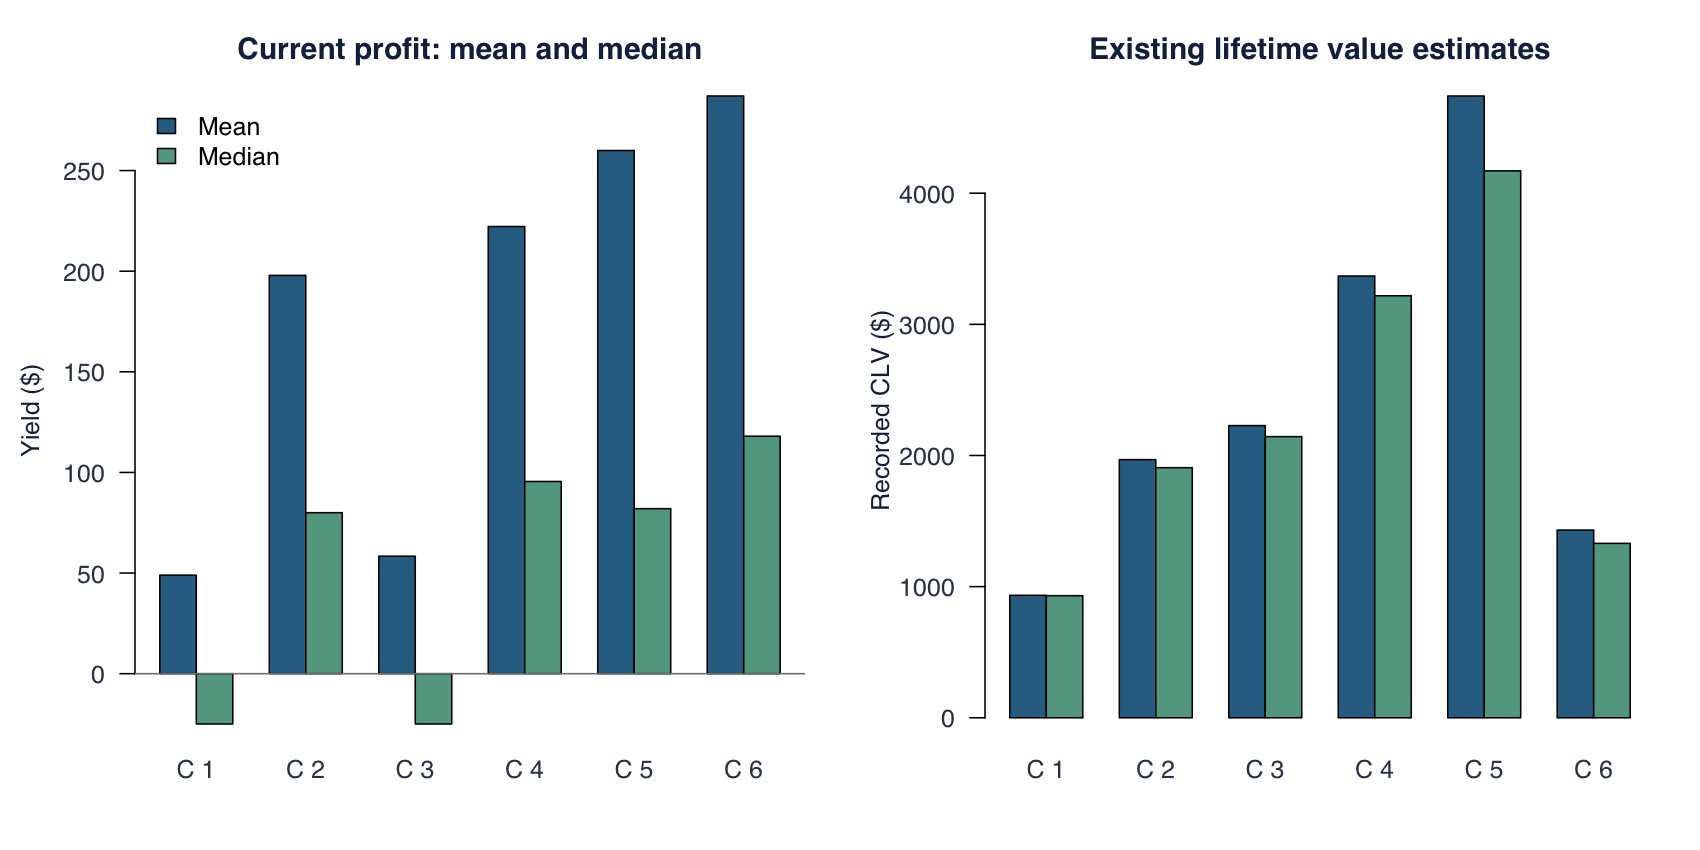 Current profit: mean and median
Mean
Median
Yield ($)
250
200
150
100
50
0
C 1
C 2
C 3
C 4
C 5
C 6
Existing lifetime value estimates
Recorded CLV ($)
4000
3000
2000
1000
0
C 1
C 2
C 3
C 4
C 5
C 6